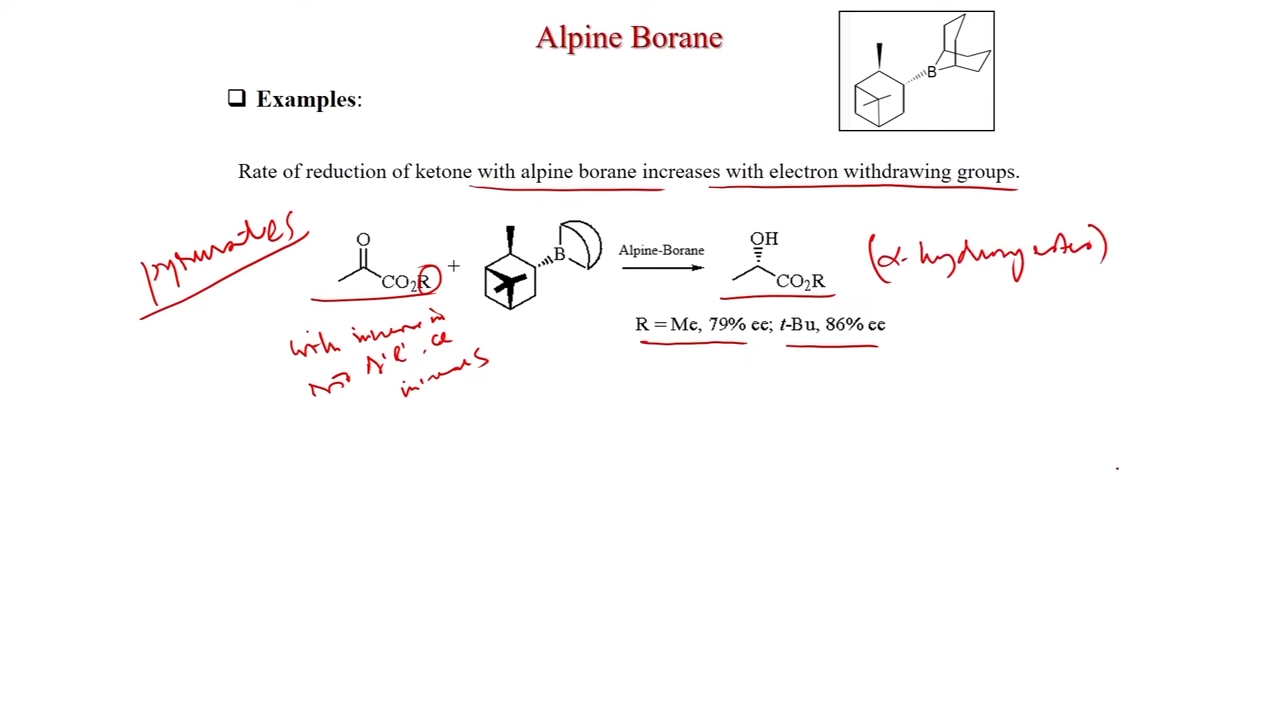 Alpine Borane
B
❑ Examples:
Rate of reduction of ketone with alpine borane increases with electron withdrawing groups.
pyruvates
O
CO2R
+
B
Alpine-Borane
OH
CO2R
(α-hydroxy esters)
R = Me, 79% ee; t-Bu, 86% ee
with increase in
'R', ee
increases